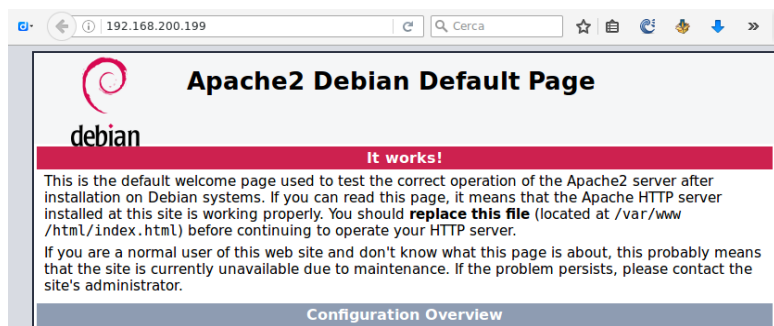 192.168.200.199
Cerca
Apache2 Debian Default Page
debian
It works!
This is the default welcome page used to test the correct operation of the Apache2 server after
installation on Debian systems. If you can read this page, it means that the Apache HTTP server
installed at this site is working properly. You should replace this file (located at /var/www
/html/index.html) before continuing to operate your HTTP server.
If you are a normal user of this web site and don't know what this page is about, this probably means
that the site is currently unavailable due to maintenance. If the problem persists, please contact the
site's administrator.
Configuration Overview